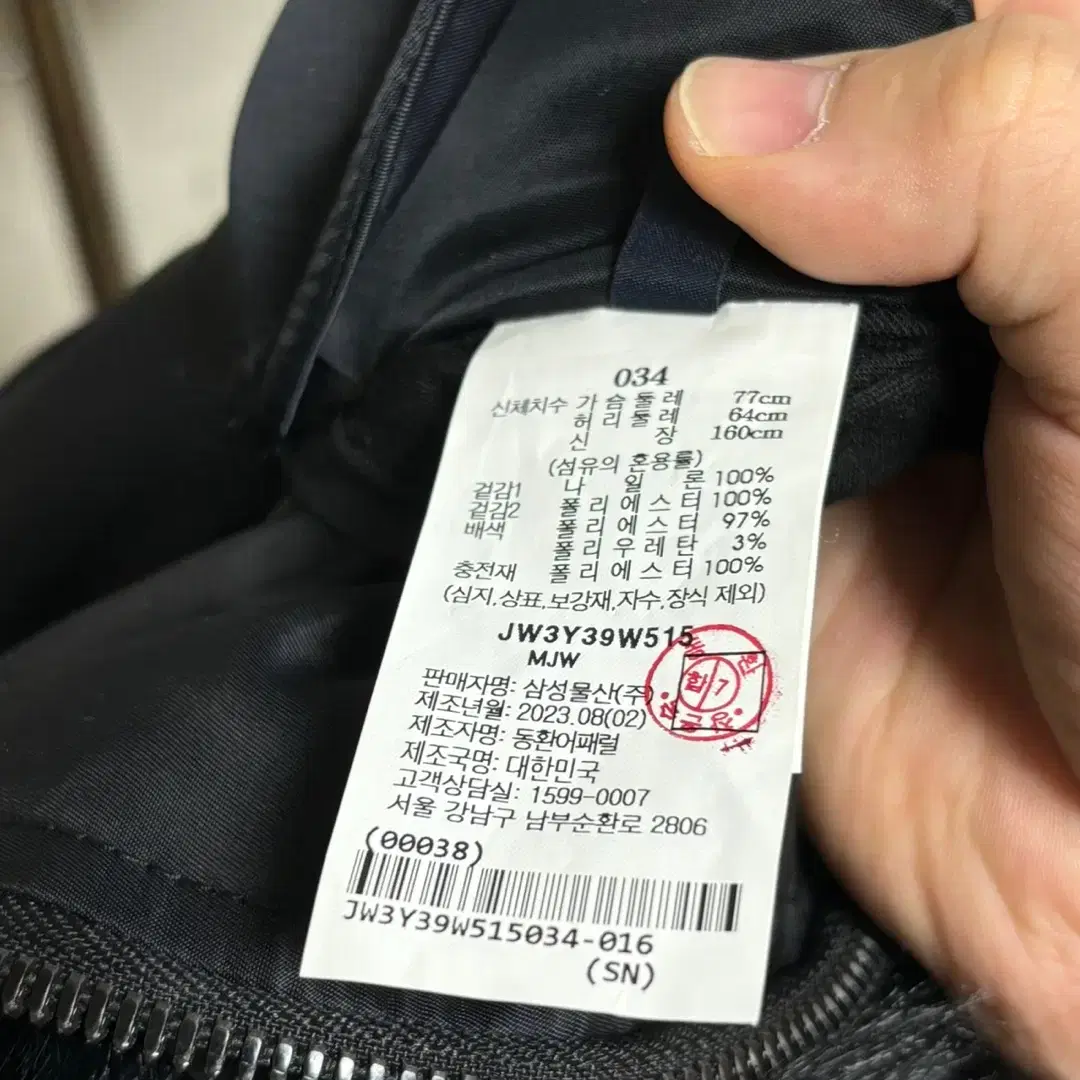 034
신체치수 가슴둘레 77cm
허리둘레 64cm
신 장 160cm
(섬유의 혼용률)
겉감1 나 일 론 100%
겉감2 폴리에스터 100%
배색 폴리에스터 97%
폴리우레탄 3%
충전재 폴리에스터 100%
(심지,상표,보강재,자수,장식 제외)
JW3Y39W515
MJW
판매자명: 삼성물산(주)
제조년월: 2023.08(02)
제조자명: 동환어패럴
제조국명: 대한민국
고객상담실: 1599-0007
서울 강남구 남부순환로 2806
(00038)
JW3Y39W515034-016
(SN)
합 7